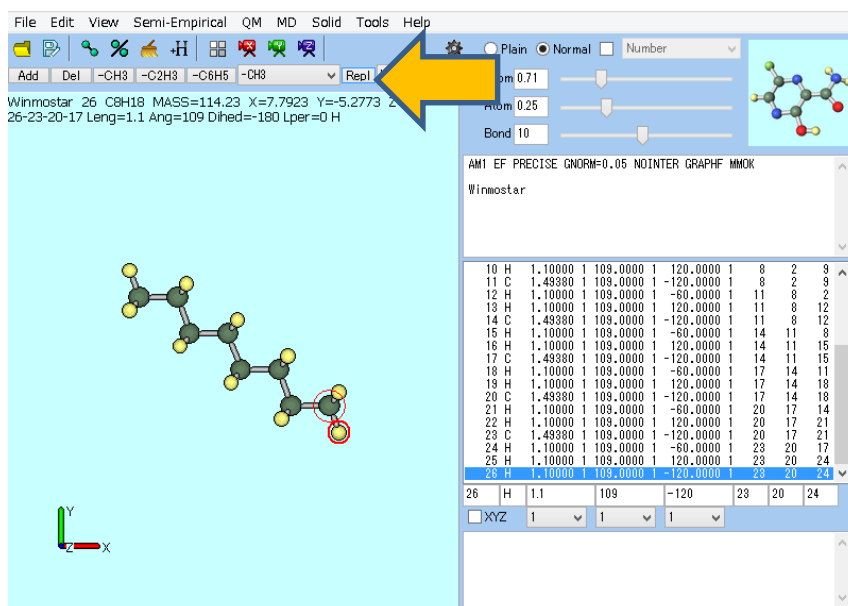 File Edit View Semi-Empirical QM MD Solid Tools Help
Plain Normal Number
Add Del -CH3 -C2H3 -C6H5 -CH3 Repl
0.71
Winmostar 26 C8H18 MASS=114.23 X=7.7923 Y=-5.2773
26-23-20-17 Leng=1.1 Ang=109 Dihed=-180 Lper=0 H
Atom 0.25
Bond 10
AM1 EF PRECISE GNORM=0.05 NOINTER GRAPHF MMOK
Winmostar
10 H 1.10000 1 109.0000 1 120.0000 1 8 2 9
11 C 1.49380 1 109.0000 1 -120.0000 1 8 2 9
12 H 1.10000 1 109.0000 1 -60.0000 1 11 8 2
13 H 1.10000 1 109.0000 1 120.0000 1 11 8 12
14 C 1.49380 1 109.0000 1 -120.0000 1 11 8 12
15 H 1.10000 1 109.0000 1 -60.0000 1 14 11 8
16 H 1.10000 1 109.0000 1 120.0000 1 14 11 15
17 C 1.49380 1 109.0000 1 -120.0000 1 14 11 15
18 H 1.10000 1 109.0000 1 -60.0000 1 17 14 11
19 H 1.10000 1 109.0000 1 120.0000 1 17 14 18
20 C 1.49380 1 109.0000 1 -120.0000 1 17 14 18
21 H 1.10000 1 109.0000 1 -60.0000 1 20 17 14
22 H 1.10000 1 109.0000 1 120.0000 1 20 17 21
23 C 1.49380 1 109.0000 1 -120.0000 1 20 17 21
24 H 1.10000 1 109.0000 1 -60.0000 1 23 20 17
25 H 1.10000 1 109.0000 1 120.0000 1 23 20 24
26 H 1.10000 1 109.0000 1 -120.0000 1 23 20 24
26 H 1.1 109 -120 23 20 24
XYZ 1 1 1
Y
Z X